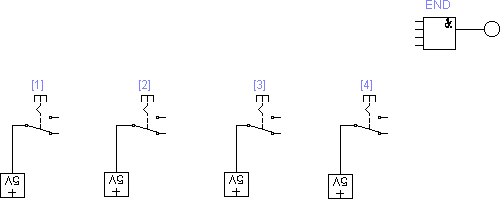 END
&
[1] [2] [3] [4]
5V 5V 5V 5V
+ + + +